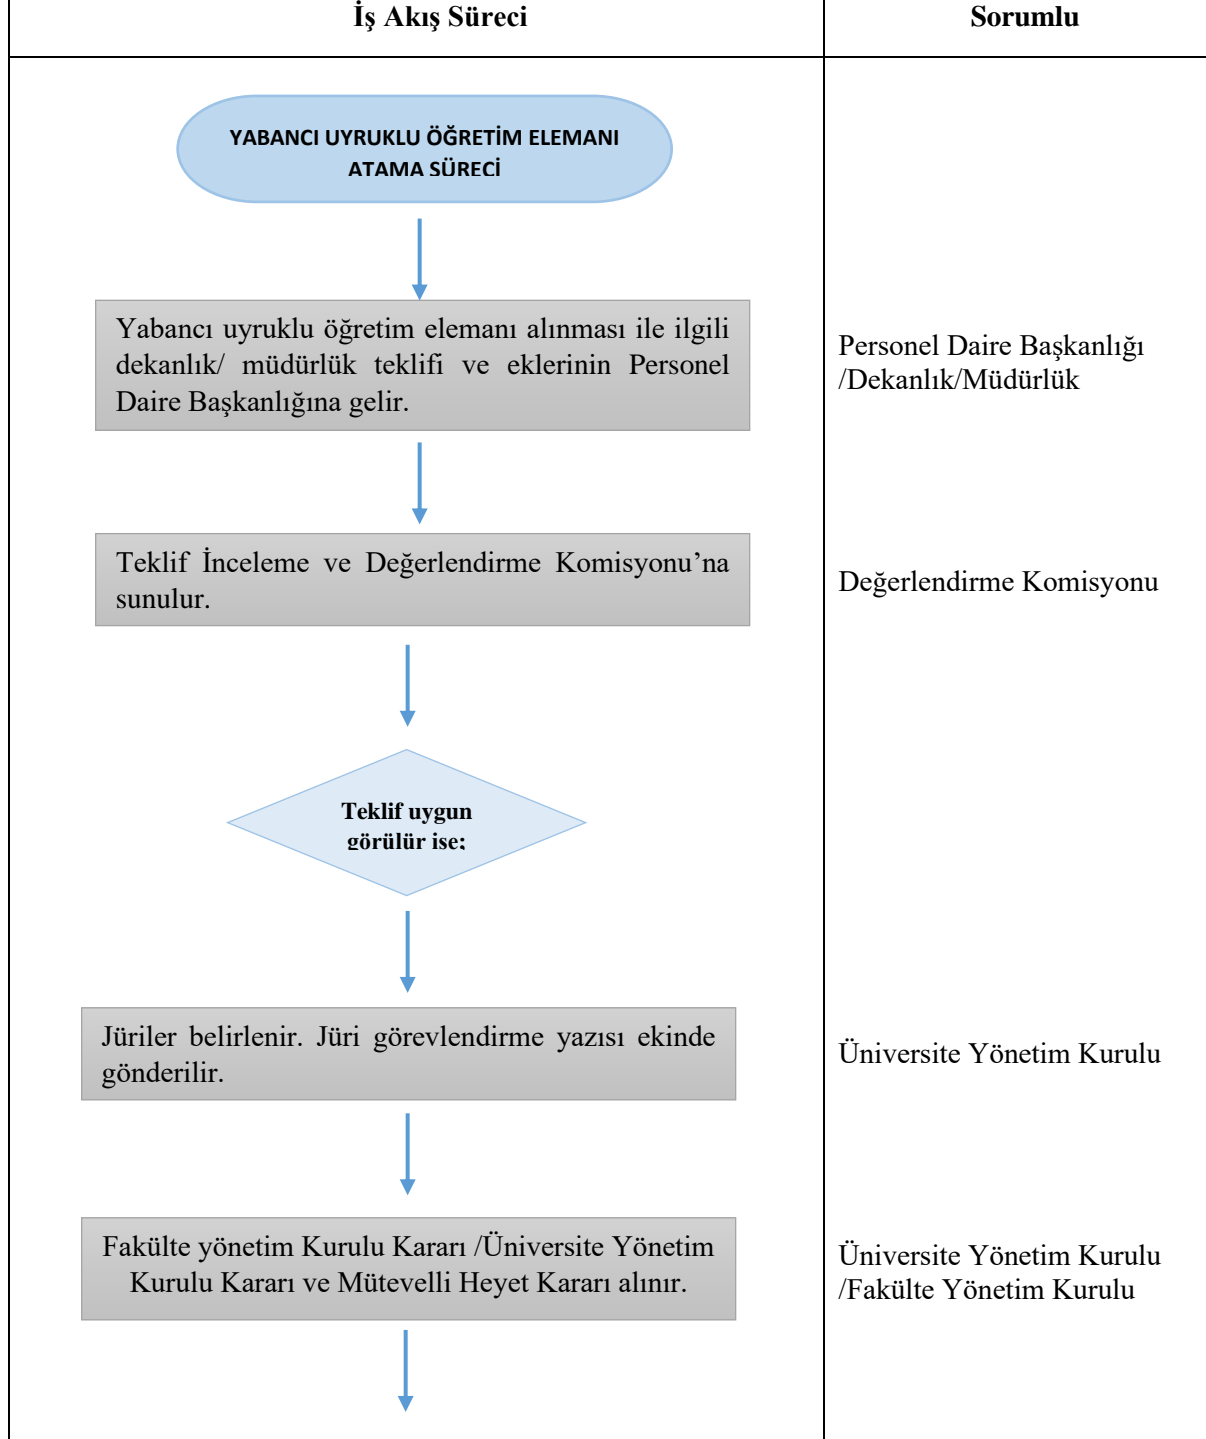 İş Akış Süreci
Sorumlu
YABANCI UYRUKLU ÖĞRETİM ELEMANI
ATAMA SÜRECİ
Yabancı uyruklu öğretim elemanı alınması ile ilgili
dekanlık/ müdürlük teklifi ve eklerinin Personel
Daire Başkanlığına gelir.
Personel Daire Başkanlığı
/Dekanlık/Müdürlük
Teklif İnceleme ve Değerlendirme Komisyonu’na
sunulur.
Değerlendirme Komisyonu
Teklif uygun
görülür ise;
Jüriler belirlenir. Jüri görevlendirme yazısı ekinde
gönderilir.
Üniversite Yönetim Kurulu
Fakülte yönetim Kurulu Kararı /Üniversite Yönetim
Kurulu Kararı ve Mütevelli Heyet Kararı alınır.
Üniversite Yönetim Kurulu
/Fakülte Yönetim Kurulu